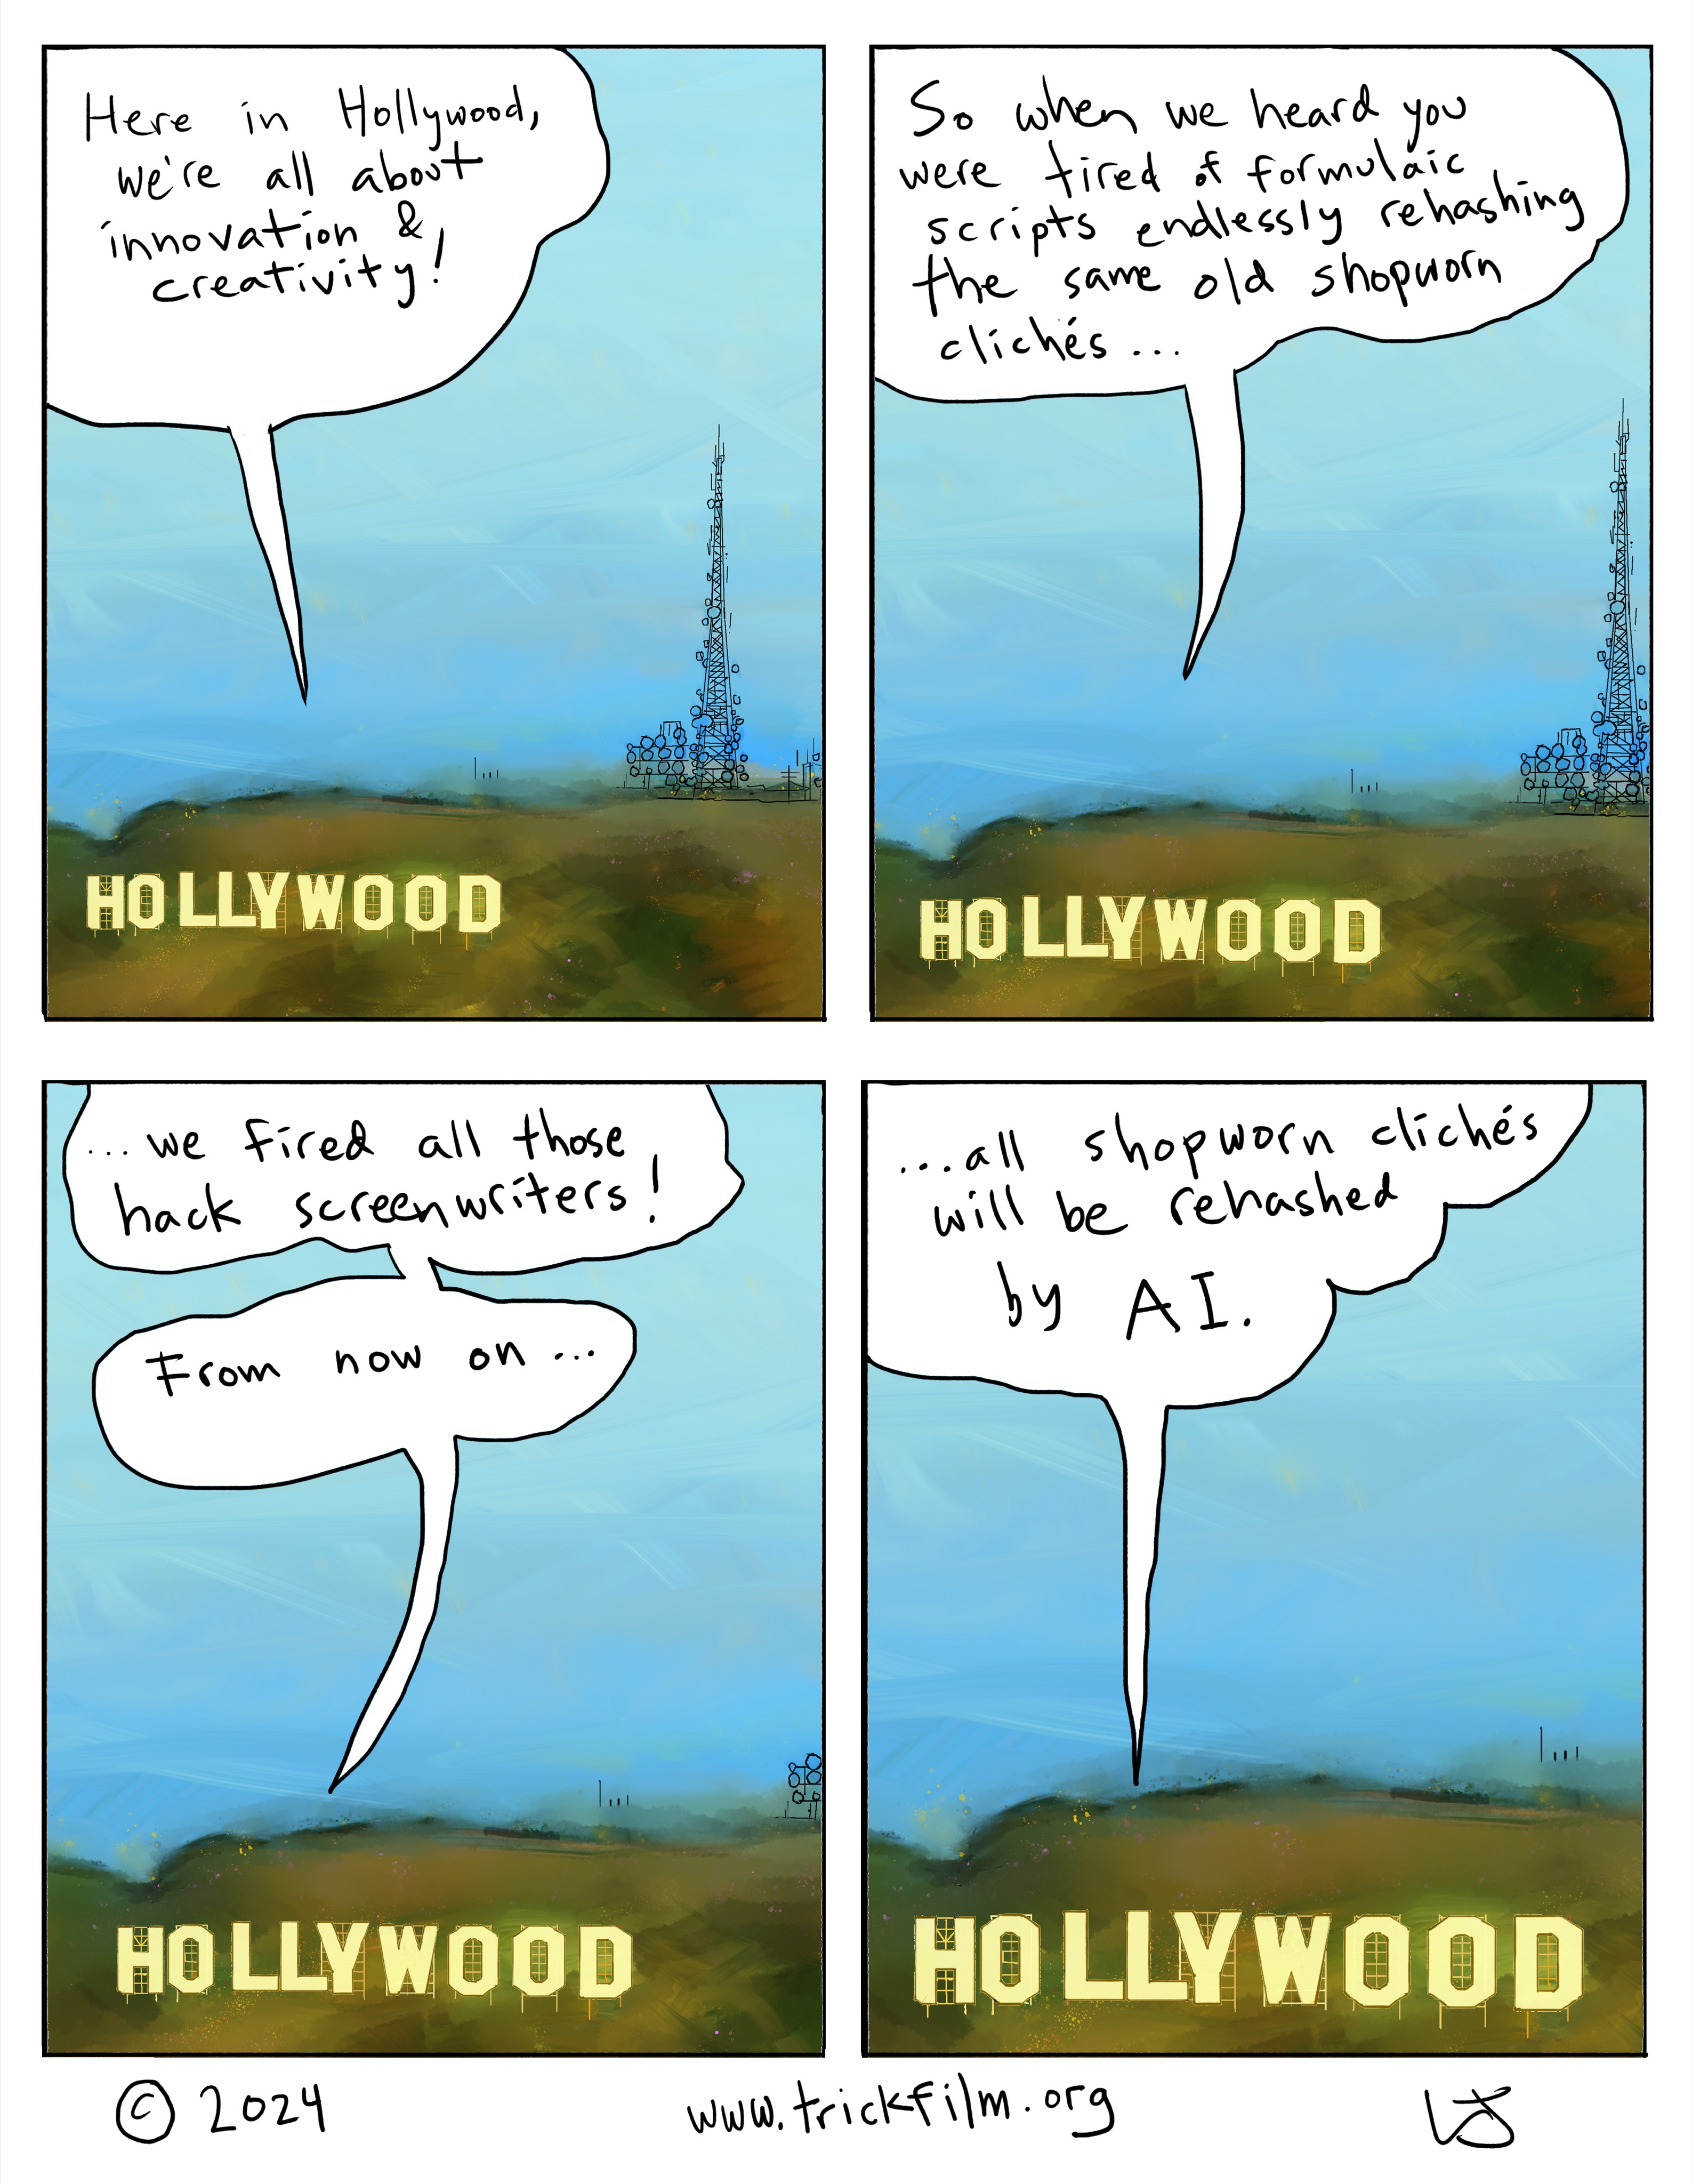 Here in Hollywood,
we're all about
innovation &
creativity!
HOLLYWOOD
So when we heard you
were tired of formulaic
scripts endlessly rehashing
the same old shopworn
clichés...
HOLLYWOOD
...we fired all those
hack screenwriters!
From now on...
HOLLYWOOD
...all shopworn clichés
will be rehashed
by AI.
HOLLYWOOD
© 2024 www.trickfilm.org